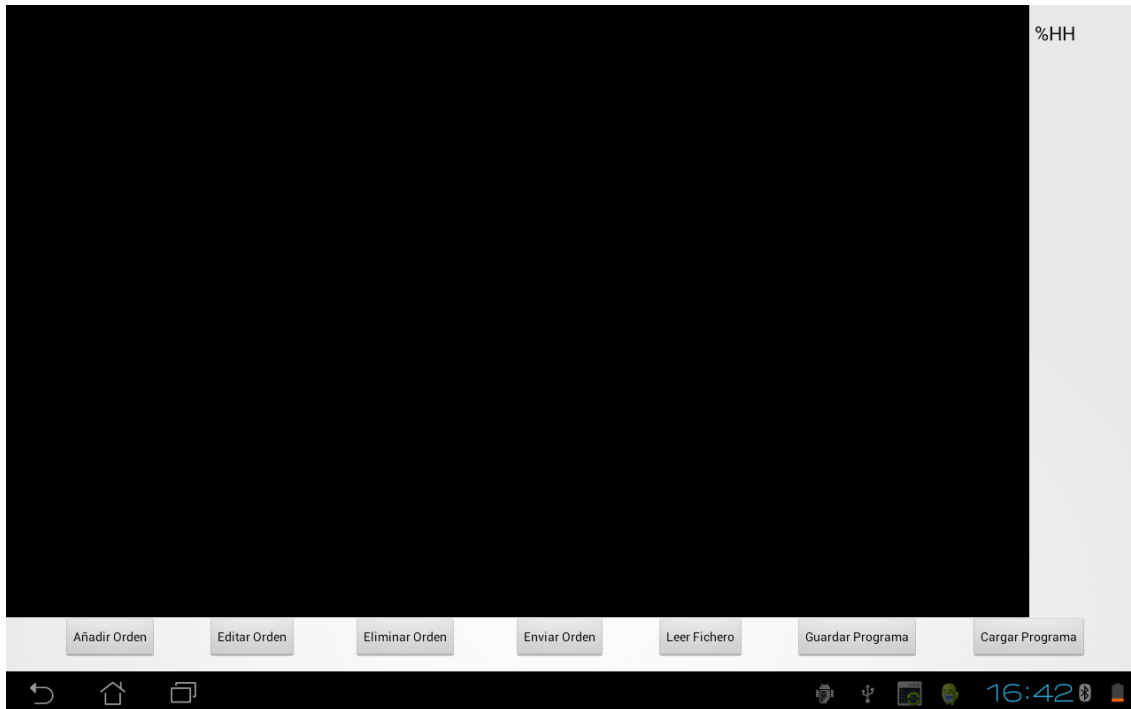 %HH
Añadir Orden
Editar Orden
Eliminar Orden
Enviar Orden
Leer Fichero
Guardar Programa
Cargar Programa
16:42